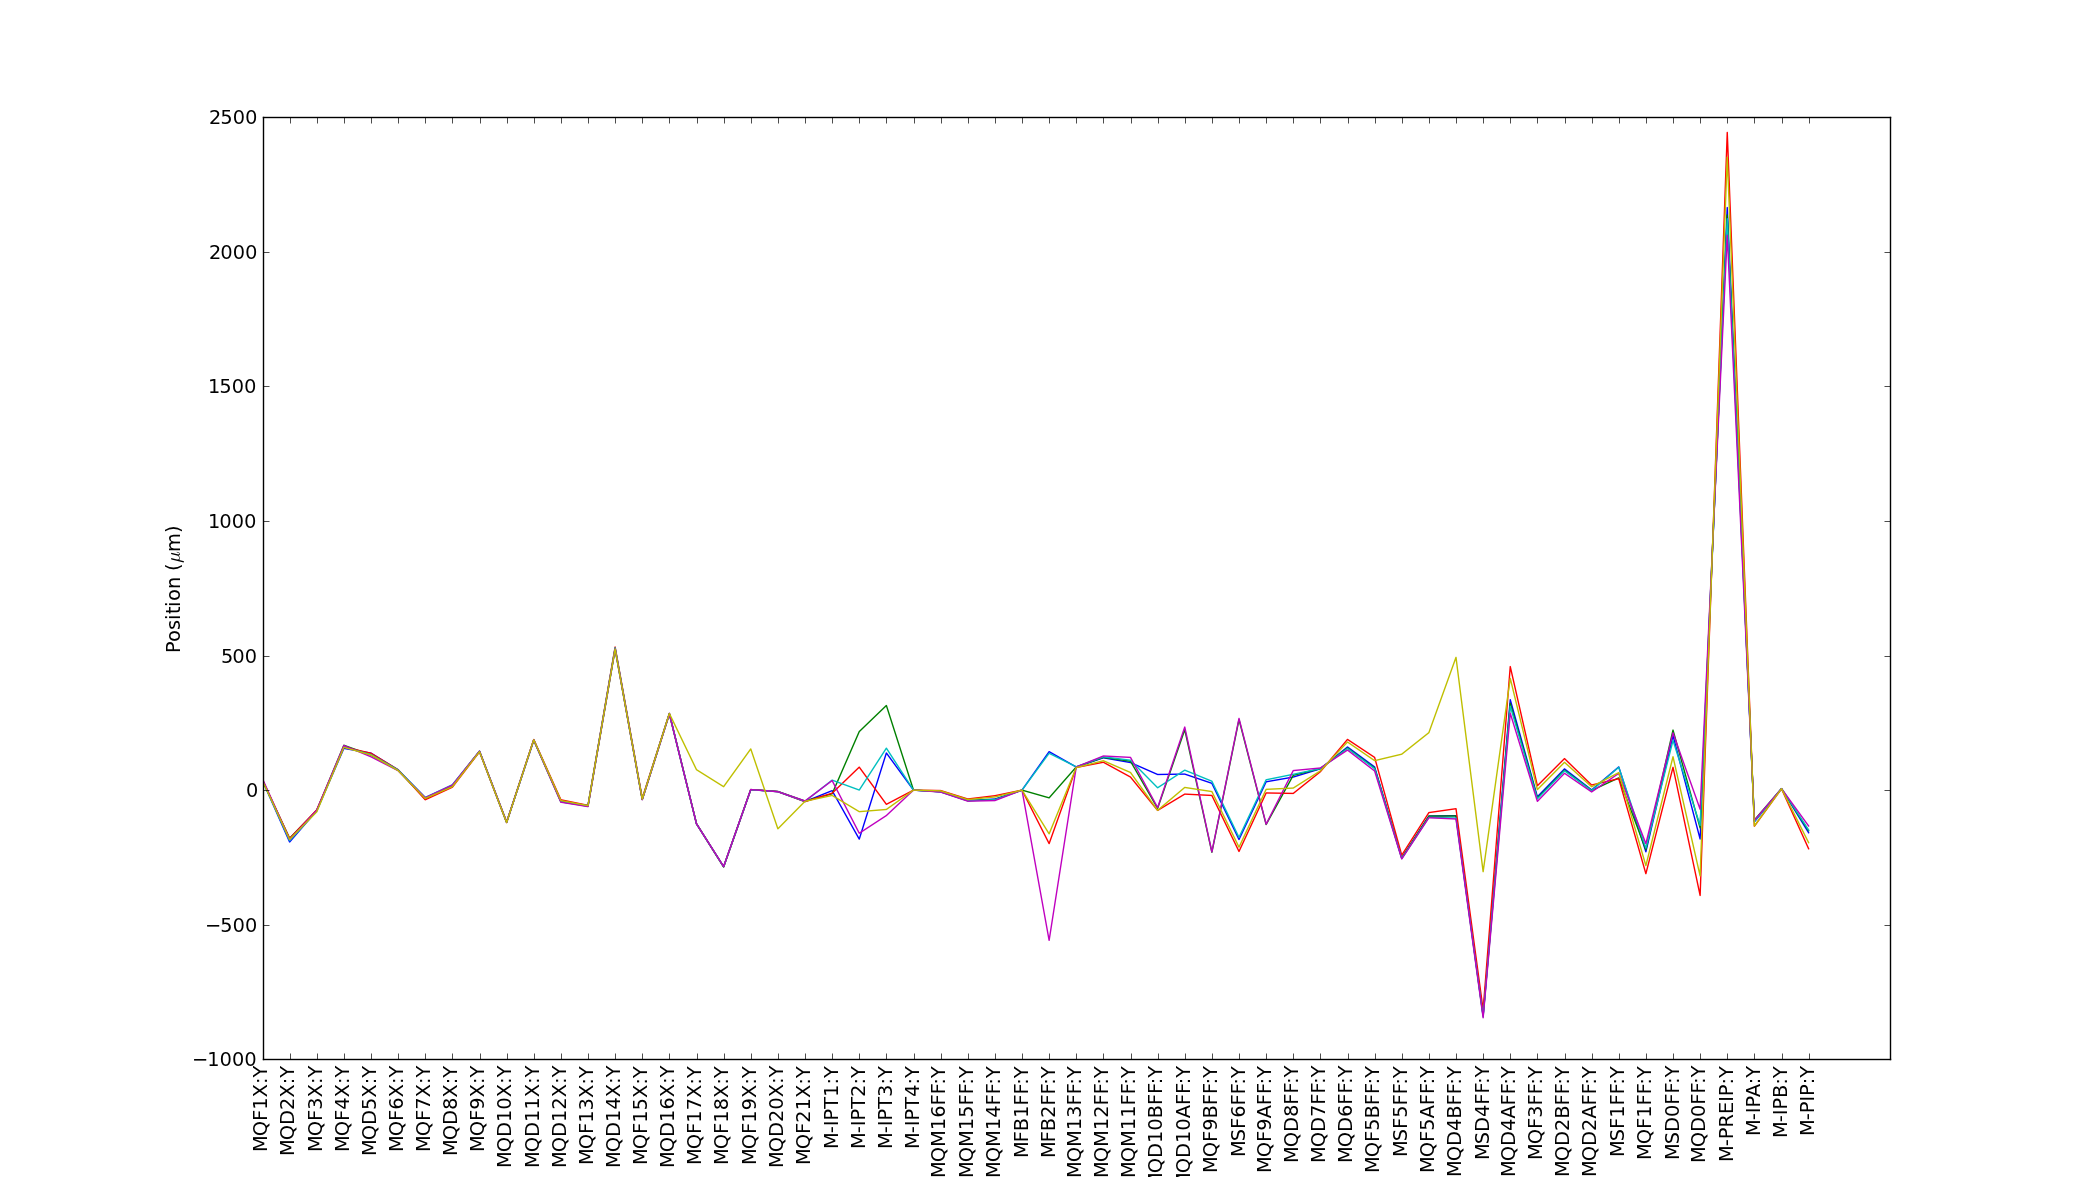 2500
2000
1500
1000
500
0
−500
−1000
Position (μm)
MQF1X:Y
MQD2X:Y
MQF3X:Y
MQF4X:Y
MQD5X:Y
MQF6X:Y
MQF7X:Y
MQD8X:Y
MQF9X:Y
MQD10X:Y
MQD11X:Y
MQD12X:Y
MQF13X:Y
MQD14X:Y
MQF15X:Y
MQD16X:Y
MQF17X:Y
MQF18X:Y
MQF19X:Y
MQD20X:Y
MQF21X:Y
M-IPT1:Y
M-IPT2:Y
M-IPT3:Y
M-IPT4:Y
MQM16FF:Y
MQM15FF:Y
MQM14FF:Y
MFB1FF:Y
MFB2FF:Y
MQM13FF:Y
MQM12FF:Y
MQM11FF:Y
MQD10BFF:Y
MQD10AFF:Y
MQF9BFF:Y
MSF6FF:Y
MQF9AFF:Y
MQD8FF:Y
MQD7FF:Y
MQD6FF:Y
MQF5BFF:Y
MSF5FF:Y
MQF5AFF:Y
MQD4BFF:Y
MSD4FF:Y
MQD4AFF:Y
MQF3FF:Y
MQD2BFF:Y
MQD2AFF:Y
MSF1FF:Y
MQF1FF:Y
MSD0FF:Y
MQD0FF:Y
M-PREIP:Y
M-IPA:Y
M-IPB:Y
M-PIP:Y